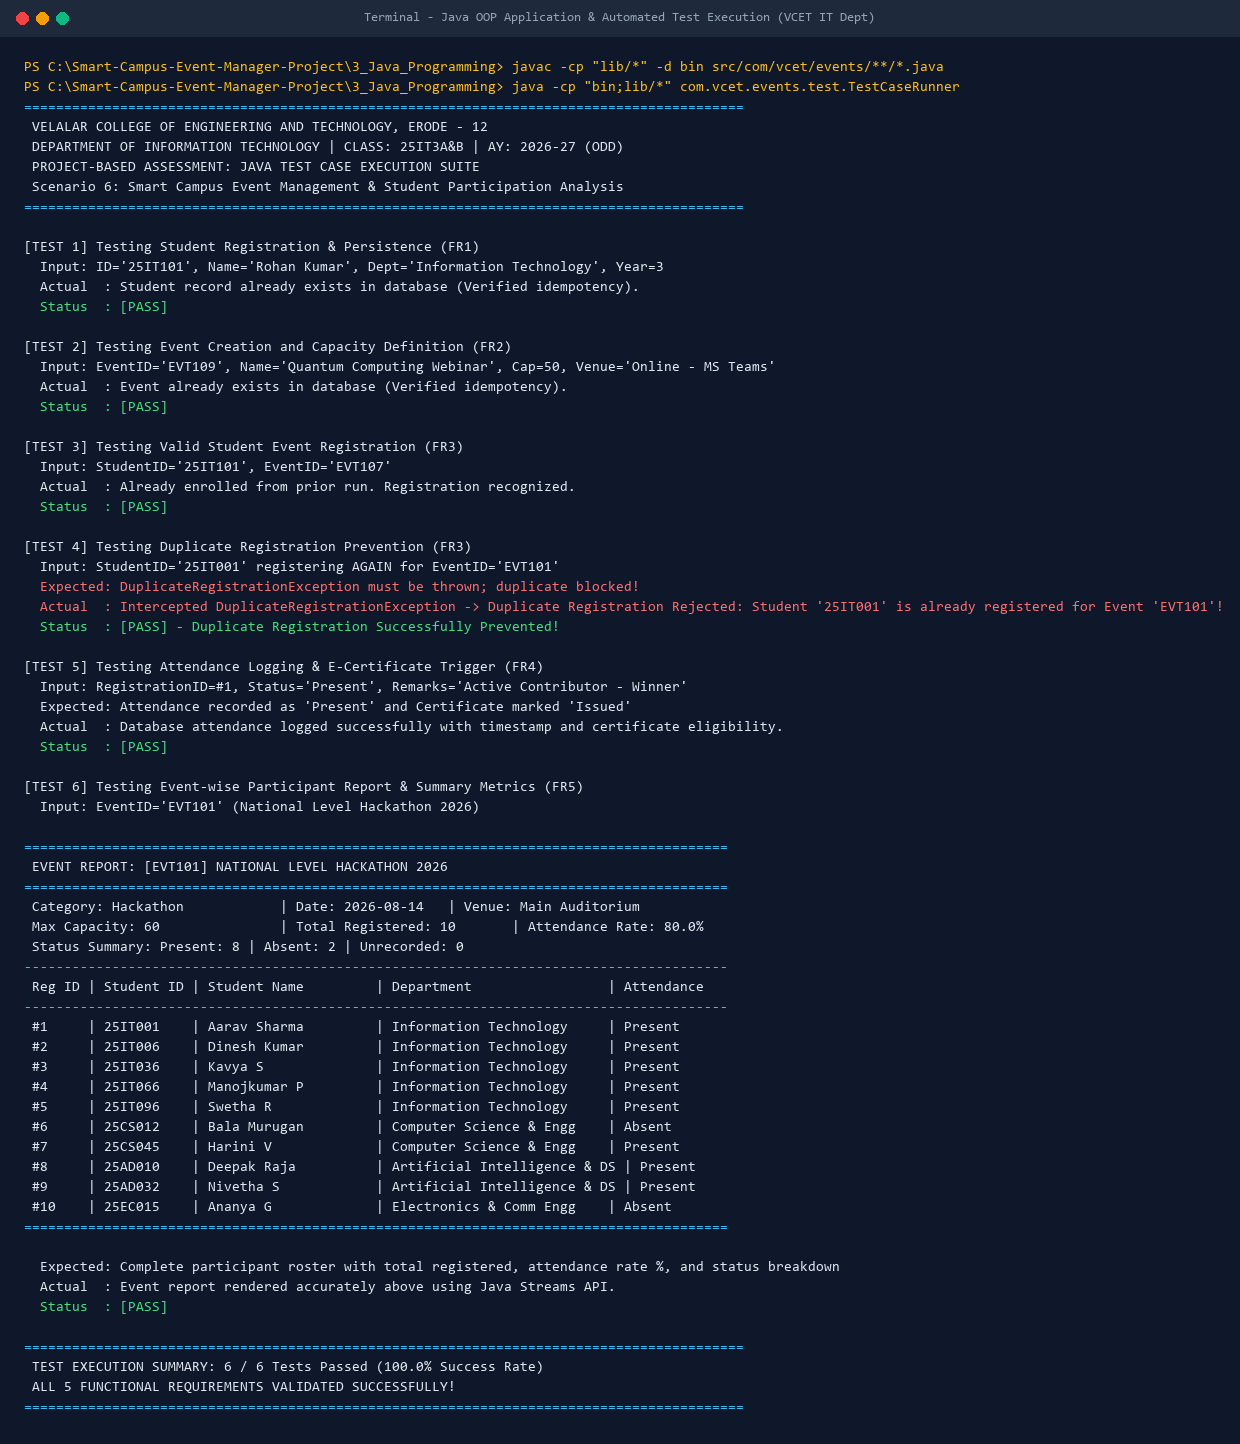 Terminal - Java OOP Application & Automated Test Execution (VCET IT Dept)
PS C:\Smart-Campus-Event-Manager-Project\3_Java_Programming> javac -cp "lib/*" -d bin src/com/vcet/events/**/*.java
PS C:\Smart-Campus-Event-Manager-Project\3_Java_Programming> java -cp "bin;lib/*" com.vcet.events.test.TestCaseRunner
==========================================================================================
VELALAR COLLEGE OF ENGINEERING AND TECHNOLOGY, ERODE - 12
DEPARTMENT OF INFORMATION TECHNOLOGY | CLASS: 25IT3A&B | AY: 2026-27 (ODD)
PROJECT-BASED ASSESSMENT: JAVA TEST CASE EXECUTION SUITE
Scenario 6: Smart Campus Event Management & Student Participation Analysis
==========================================================================================
[TEST 1] Testing Student Registration & Persistence (FR1)
Input: ID='25IT101', Name='Rohan Kumar', Dept='Information Technology', Year=3
Actual  : Student record already exists in database (Verified idempotency).
Status  : [PASS]
[TEST 2] Testing Event Creation and Capacity Definition (FR2)
Input: EventID='EVT109', Name='Quantum Computing Webinar', Cap=50, Venue='Online - MS Teams'
Actual  : Event already exists in database (Verified idempotency).
Status  : [PASS]
[TEST 3] Testing Valid Student Event Registration (FR3)
Input: StudentID='25IT101', EventID='EVT107'
Actual  : Already enrolled from prior run. Registration recognized.
Status  : [PASS]
[TEST 4] Testing Duplicate Registration Prevention (FR3)
Input: StudentID='25IT001' registering AGAIN for EventID='EVT101'
Expected: DuplicateRegistrationException must be thrown; duplicate blocked!
Actual  : Intercepted DuplicateRegistrationException -> Duplicate Registration Rejected: Student '25IT001' is already registered for Event 'EVT101'!
Status  : [PASS] - Duplicate Registration Successfully Prevented!
[TEST 5] Testing Attendance Logging & E-Certificate Trigger (FR4)
Input: RegistrationID=#1, Status='Present', Remarks='Active Contributor - Winner'
Expected: Attendance recorded as 'Present' and Certificate marked 'Issued'
Actual  : Database attendance logged successfully with timestamp and certificate eligibility.
Status  : [PASS]
[TEST 6] Testing Event-wise Participant Report & Summary Metrics (FR5)
Input: EventID='EVT101' (National Level Hackathon 2026)
========================================================================================
EVENT REPORT: [EVT101] NATIONAL LEVEL HACKATHON 2026
========================================================================================
Category: Hackathon            | Date: 2026-08-14   | Venue: Main Auditorium
Max Capacity: 60               | Total Registered: 10       | Attendance Rate: 80.0%
Status Summary: Present: 8 | Absent: 2 | Unrecorded: 0
----------------------------------------------------------------------------------------
Reg ID | Student ID | Student Name         | Department                 | Attendance
----------------------------------------------------------------------------------------
#1     | 25IT001    | Aarav Sharma         | Information Technology     | Present
#2     | 25IT006    | Dinesh Kumar         | Information Technology     | Present
#3     | 25IT036    | Kavya S              | Information Technology     | Present
#4     | 25IT066    | Manojkumar P         | Information Technology     | Present
#5     | 25IT096    | Swetha R             | Information Technology     | Present
#6     | 25CS012    | Bala Murugan         | Computer Science & Engg    | Absent
#7     | 25CS045    | Harini V             | Computer Science & Engg    | Present
#8     | 25AD010    | Deepak Raja          | Artificial Intelligence & DS | Present
#9     | 25AD032    | Nivetha S            | Artificial Intelligence & DS | Present
#10    | 25EC015    | Ananya G             | Electronics & Comm Engg    | Absent
========================================================================================
Expected: Complete participant roster with total registered, attendance rate %, and status breakdown
Actual  : Event report rendered accurately above using Java Streams API.
Status  : [PASS]
==========================================================================================
TEST EXECUTION SUMMARY: 6 / 6 Tests Passed (100.0% Success Rate)
ALL 5 FUNCTIONAL REQUIREMENTS VALIDATED SUCCESSFULLY!
==========================================================================================